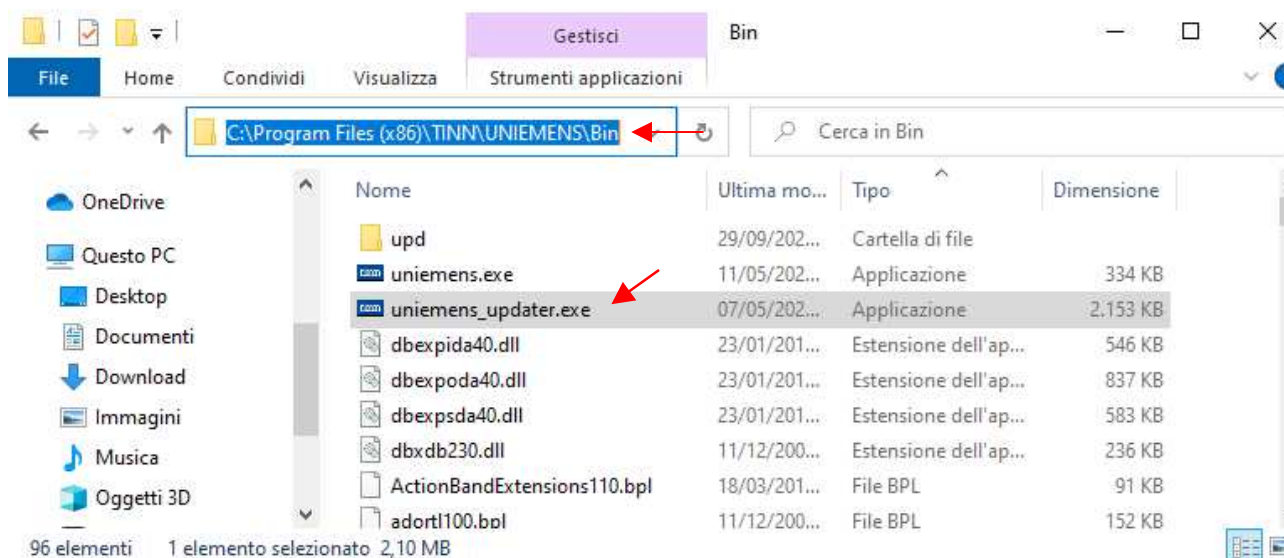 Gestisci Bin
File Home Condividi Visualizza Strumenti applicazioni
C:\Program Files (x86)\TINN\UNIEMENS\Bin Cerca in Bin
Nome Ultima mo... Tipo Dimensione
OneDrive
Questo PC
Desktop
Documenti
Download
Immagini
Musica
Oggetti 3D
upd 29/09/202... Cartella di file
uniemens.exe 11/05/202... Applicazione 334 KB
uniemens_updater.exe 07/05/202... Applicazione 2.153 KB
dbexpida40.dll 23/01/201... Estensione dell'ap... 546 KB
dbexpoda40.dll 23/01/201... Estensione dell'ap... 837 KB
dbexpsda40.dll 23/01/201... Estensione dell'ap... 583 KB
dbxdb230.dll 11/12/200... Estensione dell'ap... 236 KB
ActionBandExtensions110.bpl 18/03/201... File BPL 91 KB
adortl100.bpl 11/12/200... File BPL 152 KB
96 elementi 1 elemento selezionato 2,10 MB